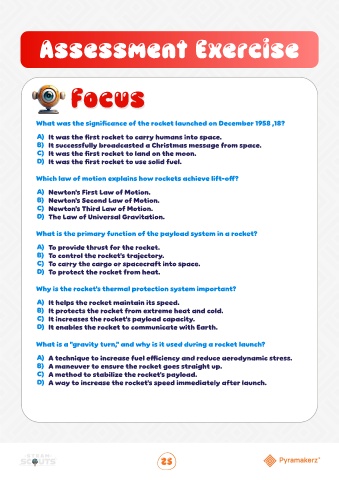 Assessment Exercise
Focus
What was the significance of the rocket launched on December 1958 ,18?
A) It was the first rocket to carry humans into space.
B) It successfully broadcasted a Christmas message from space.
C) It was the first rocket to land on the moon.
D) It was the first rocket to use solid fuel.
Which law of motion explains how rockets achieve lift-off?
A) Newton's First Law of Motion.
B) Newton's Second Law of Motion.
C) Newton's Third Law of Motion.
D) The Law of Universal Gravitation.
What is the primary function of the payload system in a rocket?
A) To provide thrust for the rocket.
B) To control the rocket's trajectory.
C) To carry the cargo or spacecraft into space.
D) To protect the rocket from heat.
Why is the rocket's thermal protection system important?
A) It helps the rocket maintain its speed.
B) It protects the rocket from extreme heat and cold.
C) It increases the rocket's payload capacity.
D) It enables the rocket to communicate with Earth.
What is a "gravity turn," and why is it used during a rocket launch?
A) A technique to increase fuel efficiency and reduce aerodynamic stress.
B) A maneuver to ensure the rocket goes straight up.
C) A method to stabilize the rocket's payload.
D) A way to increase the rocket's speed immediately after launch.
SCOUTS
25
Pyramakerz